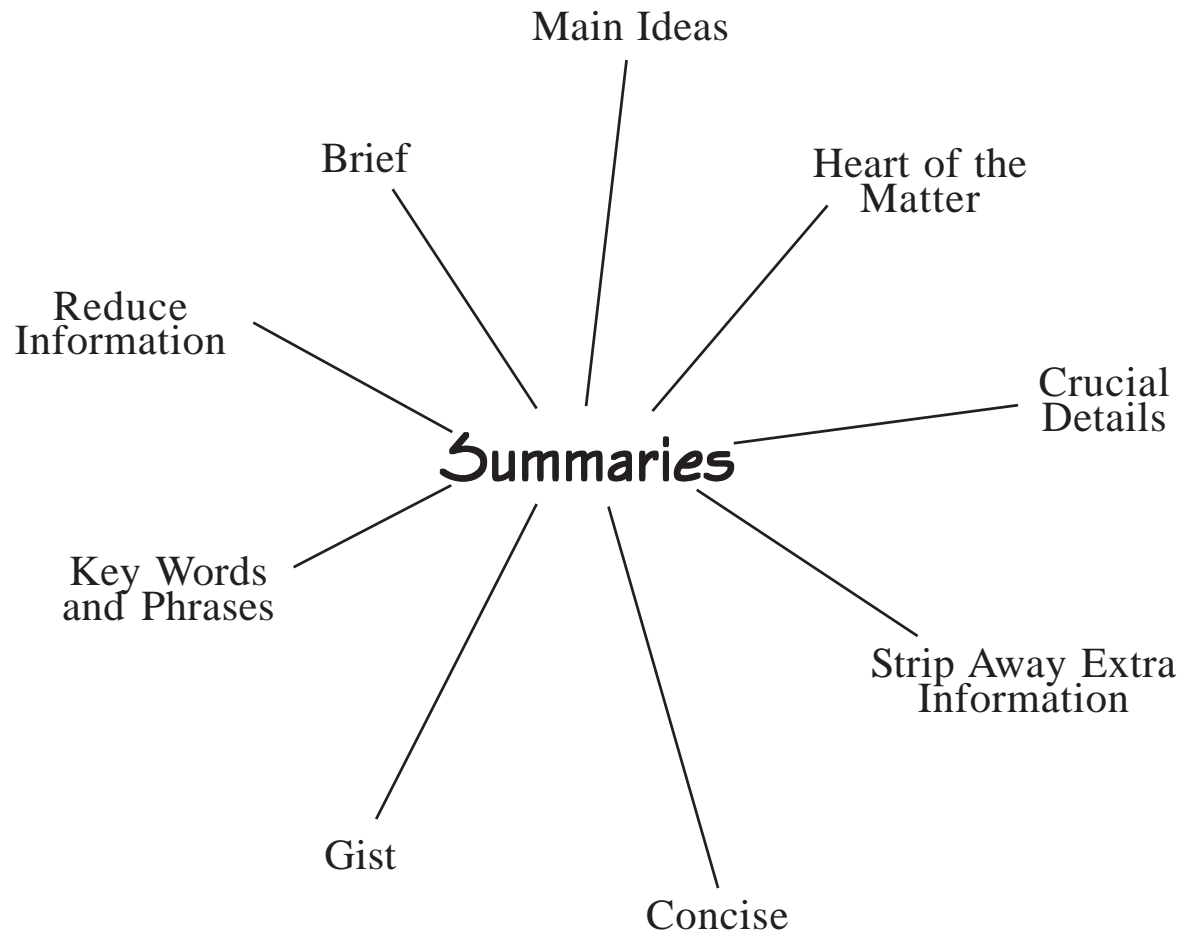 Main Ideas
Brief
Heart of the
Matter
Reduce
Information
Crucial
Details
Summaries
Key Words
and Phrases
Strip Away Extra
Information
Gist
Concise